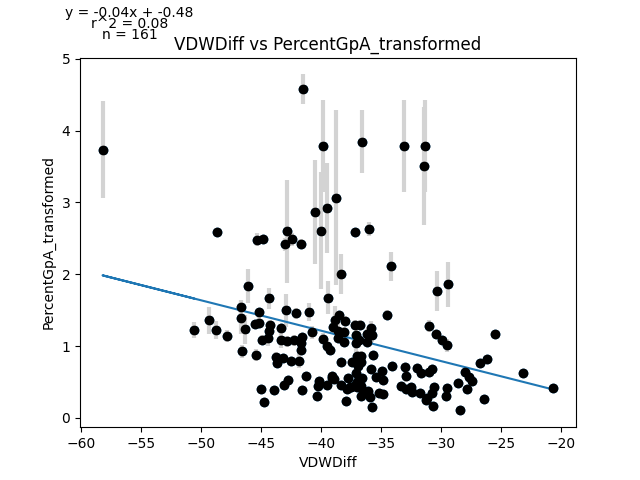 y = -0.04x + -0.48
r^2 = 0.08
n = 161
VDWDiff vs PercentGpA_transformed
5
4
3
2
1
0
PercentGpA_transformed
−60
−55
−50
−45
−40
−35
−30
−25
−20
VDWDiff